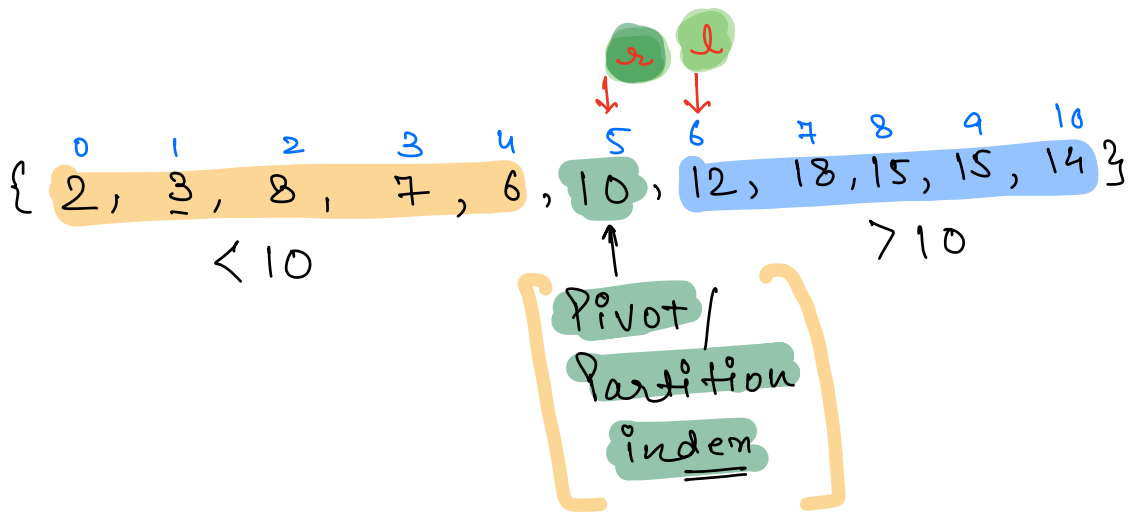 r l
0 1 2 3 4 5 6 7 8 9 10
{ 2, 3, 8, 7, 6, 10, 12, 18, 15, 15, 14 }
< 10 > 10
Pivot /
Partition
index